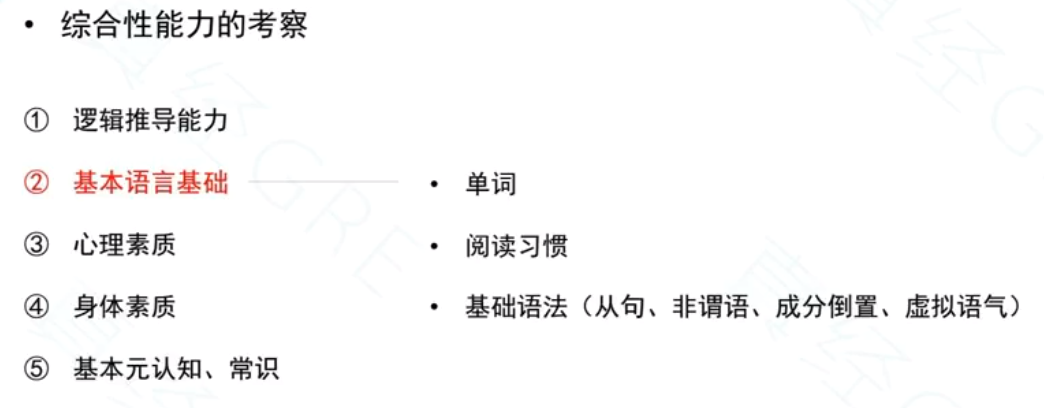 • 综合性能力的考察
① 逻辑推导能力
② 基本语言基础
• 单词
③ 心理素质
• 阅读习惯
④ 身体素质
• 基础语法（从句、非谓语、成分倒置、虚拟语气）
⑤ 基本元认知、常识